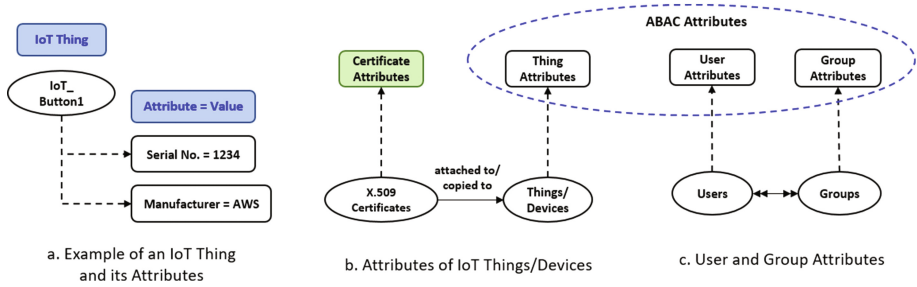 IoT Thing
IoT_
Button1
Attribute = Value
Serial No. = 1234
Manufacturer = AWS
a. Example of an IoT Thing
and its Attributes
ABAC Attributes
Certificate
Attributes
Thing
Attributes
User
Attributes
Group
Attributes
attached to/
copied to
X.509
Certificates
Things/
Devices
Users
Groups
b. Attributes of IoT Things/Devices
c. User and Group Attributes